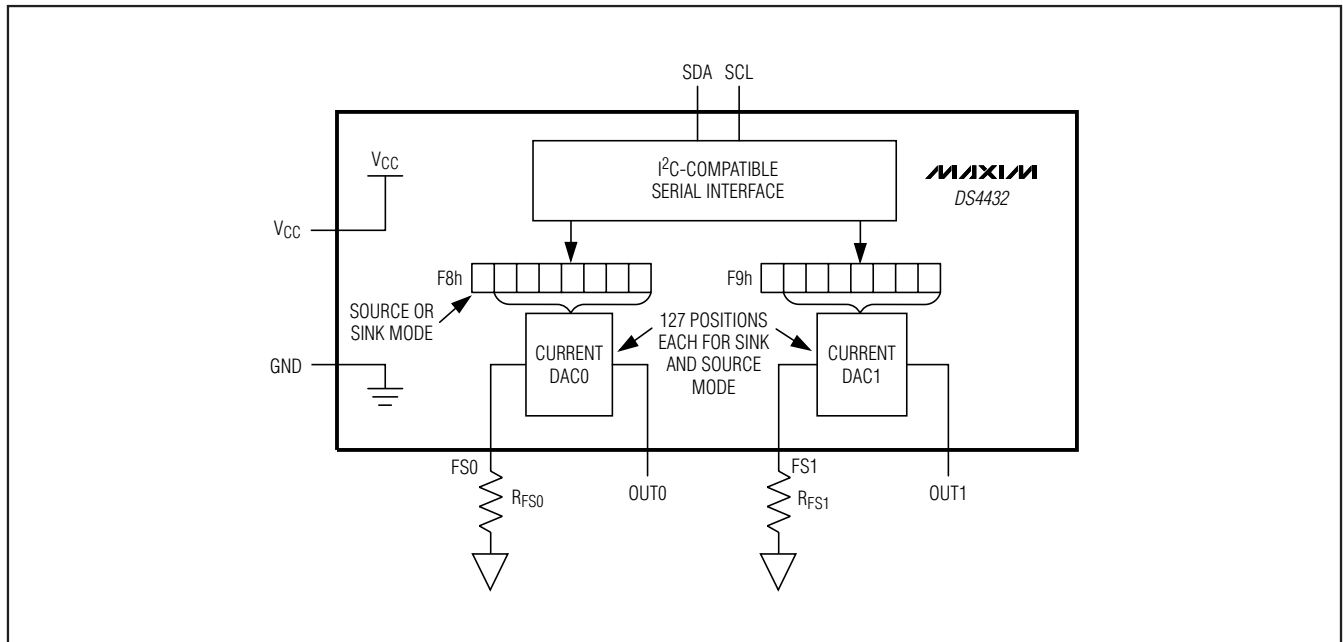 SDA SCL
I²C-COMPATIBLE
SERIAL INTERFACE
MAXIM
DS4432
VCC
VCC
F8h
F9h
SOURCE OR
SINK MODE
127 POSITIONS
EACH FOR SINK
AND SOURCE
MODE
CURRENT
DAC0
CURRENT
DAC1
GND
FS0
RFS0
OUT0
FS1
RFS1
OUT1